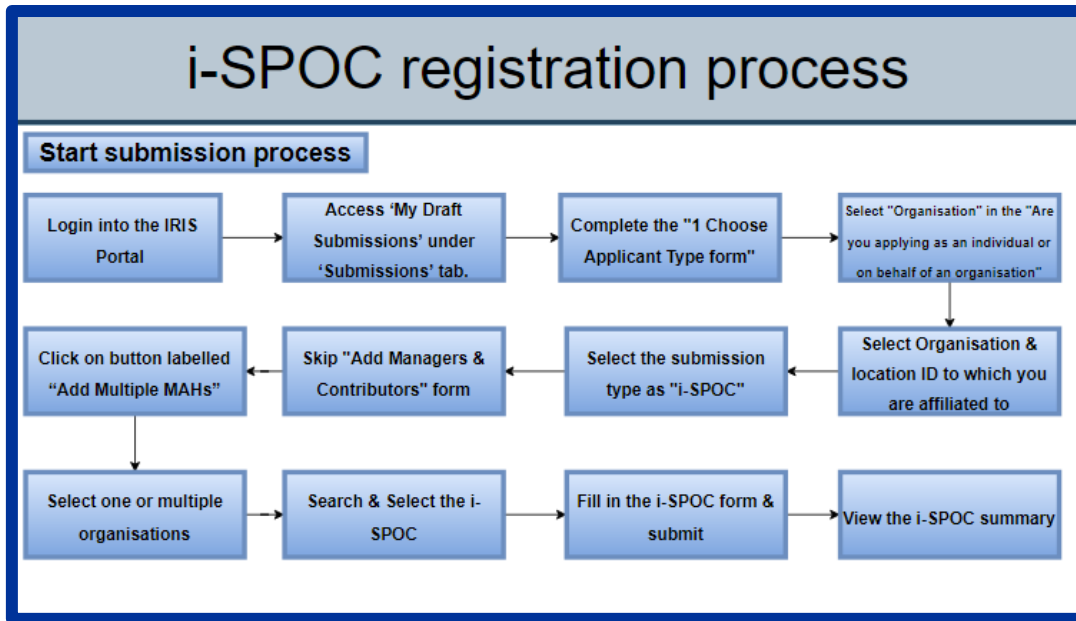 i-SPOC registration process
Start submission process
Login into the IRIS
Portal
Access ‘My Draft
Submissions’ under
‘Submissions’ tab.
Complete the "1 Choose
Applicant Type form"
Select "Organisation" in the "Are
you applying as an individual or
on behalf of an organisation"
Select Organisation &
location ID to which you
are affiliated to
Select the submission
type as "i-SPOC"
Skip "Add Managers &
Contributors" form
Click on button labelled
“Add Multiple MAHs”
Select one or multiple
organisations
Search & Select the i-
SPOC
Fill in the i-SPOC form &
submit
View the i-SPOC summary